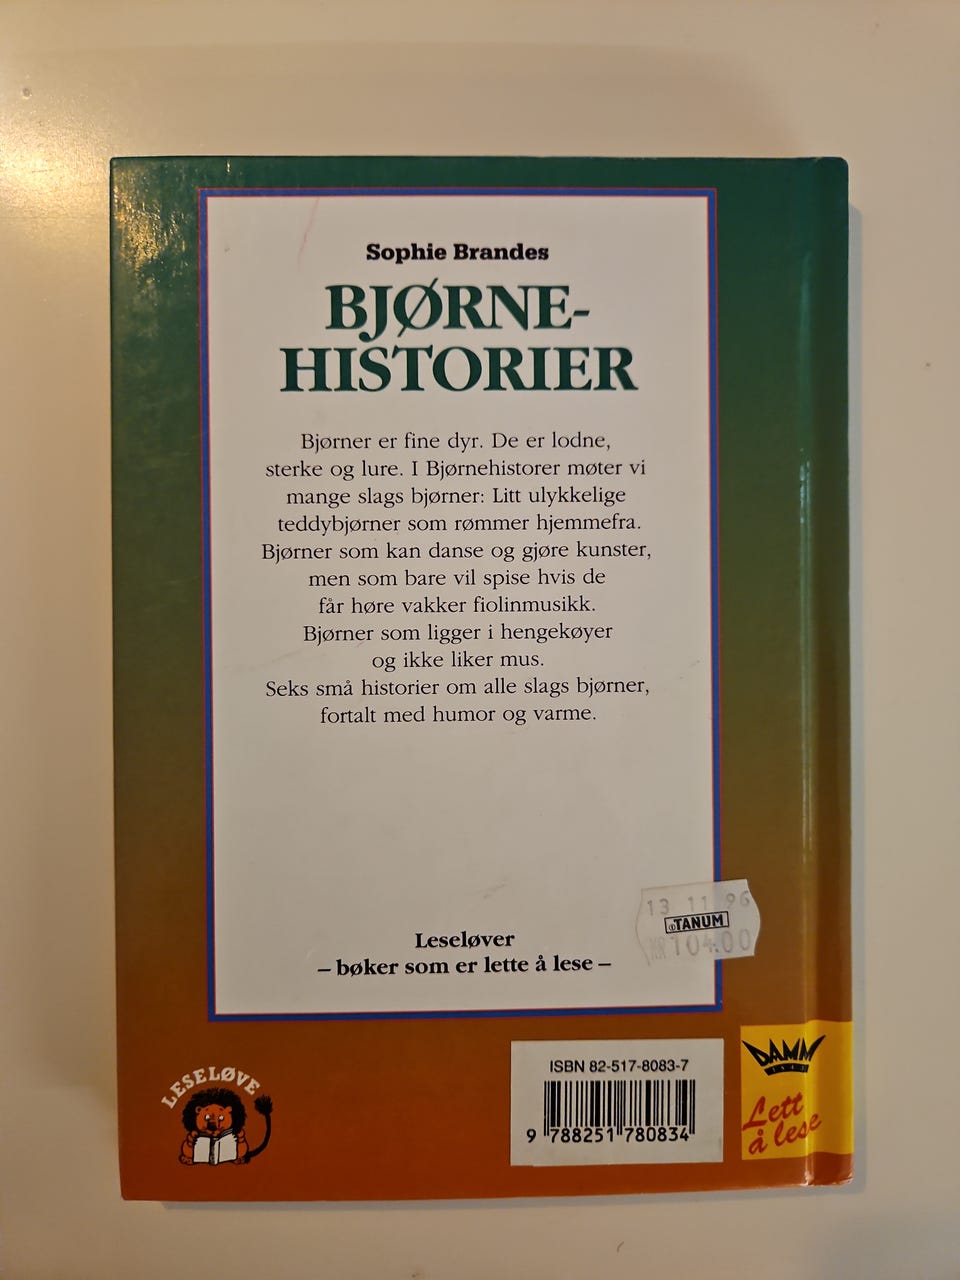 Sophie Brandes
BJØRNE-
HISTORIER
Bjørner er fine dyr. De er lodne,
sterke og lure. I Bjørnehistorer møter vi
mange slags bjørner: Litt ulykkelige
teddybjørner som rømmer hjemmefra.
Bjørner som kan danse og gjøre kunster,
men som bare vil spise hvis de
får høre vakker fiolinmusikk.
Bjørner som ligger i hengekøyer
og ikke liker mus.
Seks små historier om alle slags bjørner,
fortalt med humor og varme.
13 11 96
TANUM
104.00
Leseløver
– bøker som er lette å lese –
LESELØVE
ISBN 82-517-8083-7
9 788251 780834
DAMM
Lett
å lese